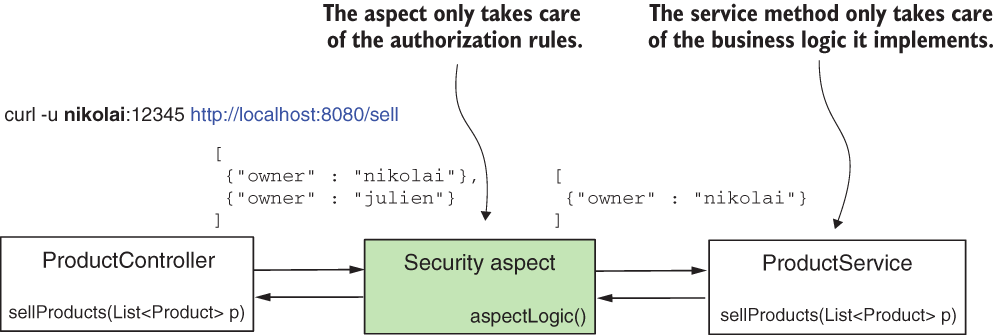 The aspect only takes care
of the authorization rules.
The service method only takes care
of the business logic it implements.
curl -u nikolai:12345 http://localhost:8080/sell
[
{"owner" : "nikolai"},
{"owner" : "julien"}
]
[
{"owner" : "nikolai"}
]
ProductController
sellProducts(List<Product> p)
Security aspect
aspectLogic()
ProductService
sellProducts(List<Product> p)